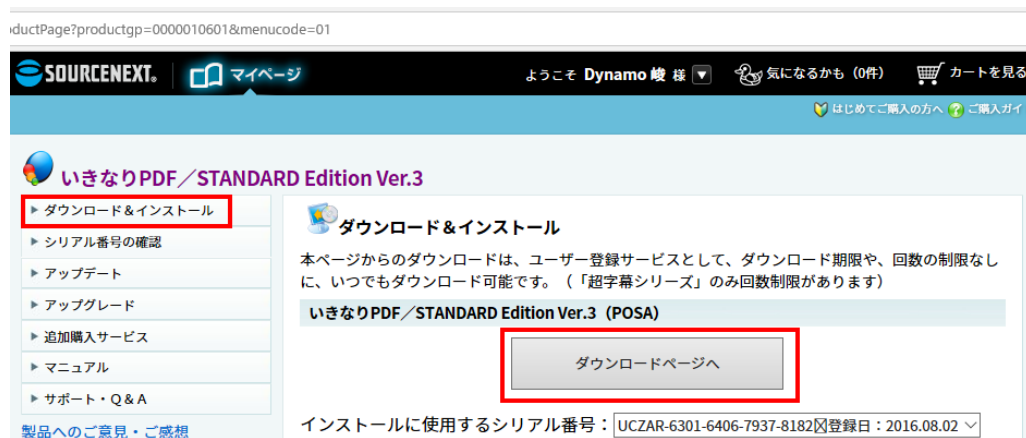 oductPage?productgp=0000010601&menucode=01
SOURCENEXT. マイページ ようこそ Dynamo 峻 様 ▼ 気になるかも（0件） カートを見る
はじめてご購入の方へ ? ご購入ガイ
いきなりPDF／STANDARD Edition Ver.3
ダウンロード＆インストール
シリアル番号の確認
アップデート
アップグレード
追加購入サービス
マニュアル
サポート・Q＆A
製品へのご意見・ご感想
ダウンロード＆インストール
本ページからのダウンロードは、ユーザー登録サービスとして、ダウンロード期限や、回数の制限なし
に、いつでもダウンロード可能です。（「超字幕シリーズ」のみ回数制限があります）
いきなりPDF／STANDARD Edition Ver.3（POSA）
ダウンロードページへ
インストールに使用するシリアル番号：UCZAR-6301-6406-7937-8182 登録日：2016.08.02